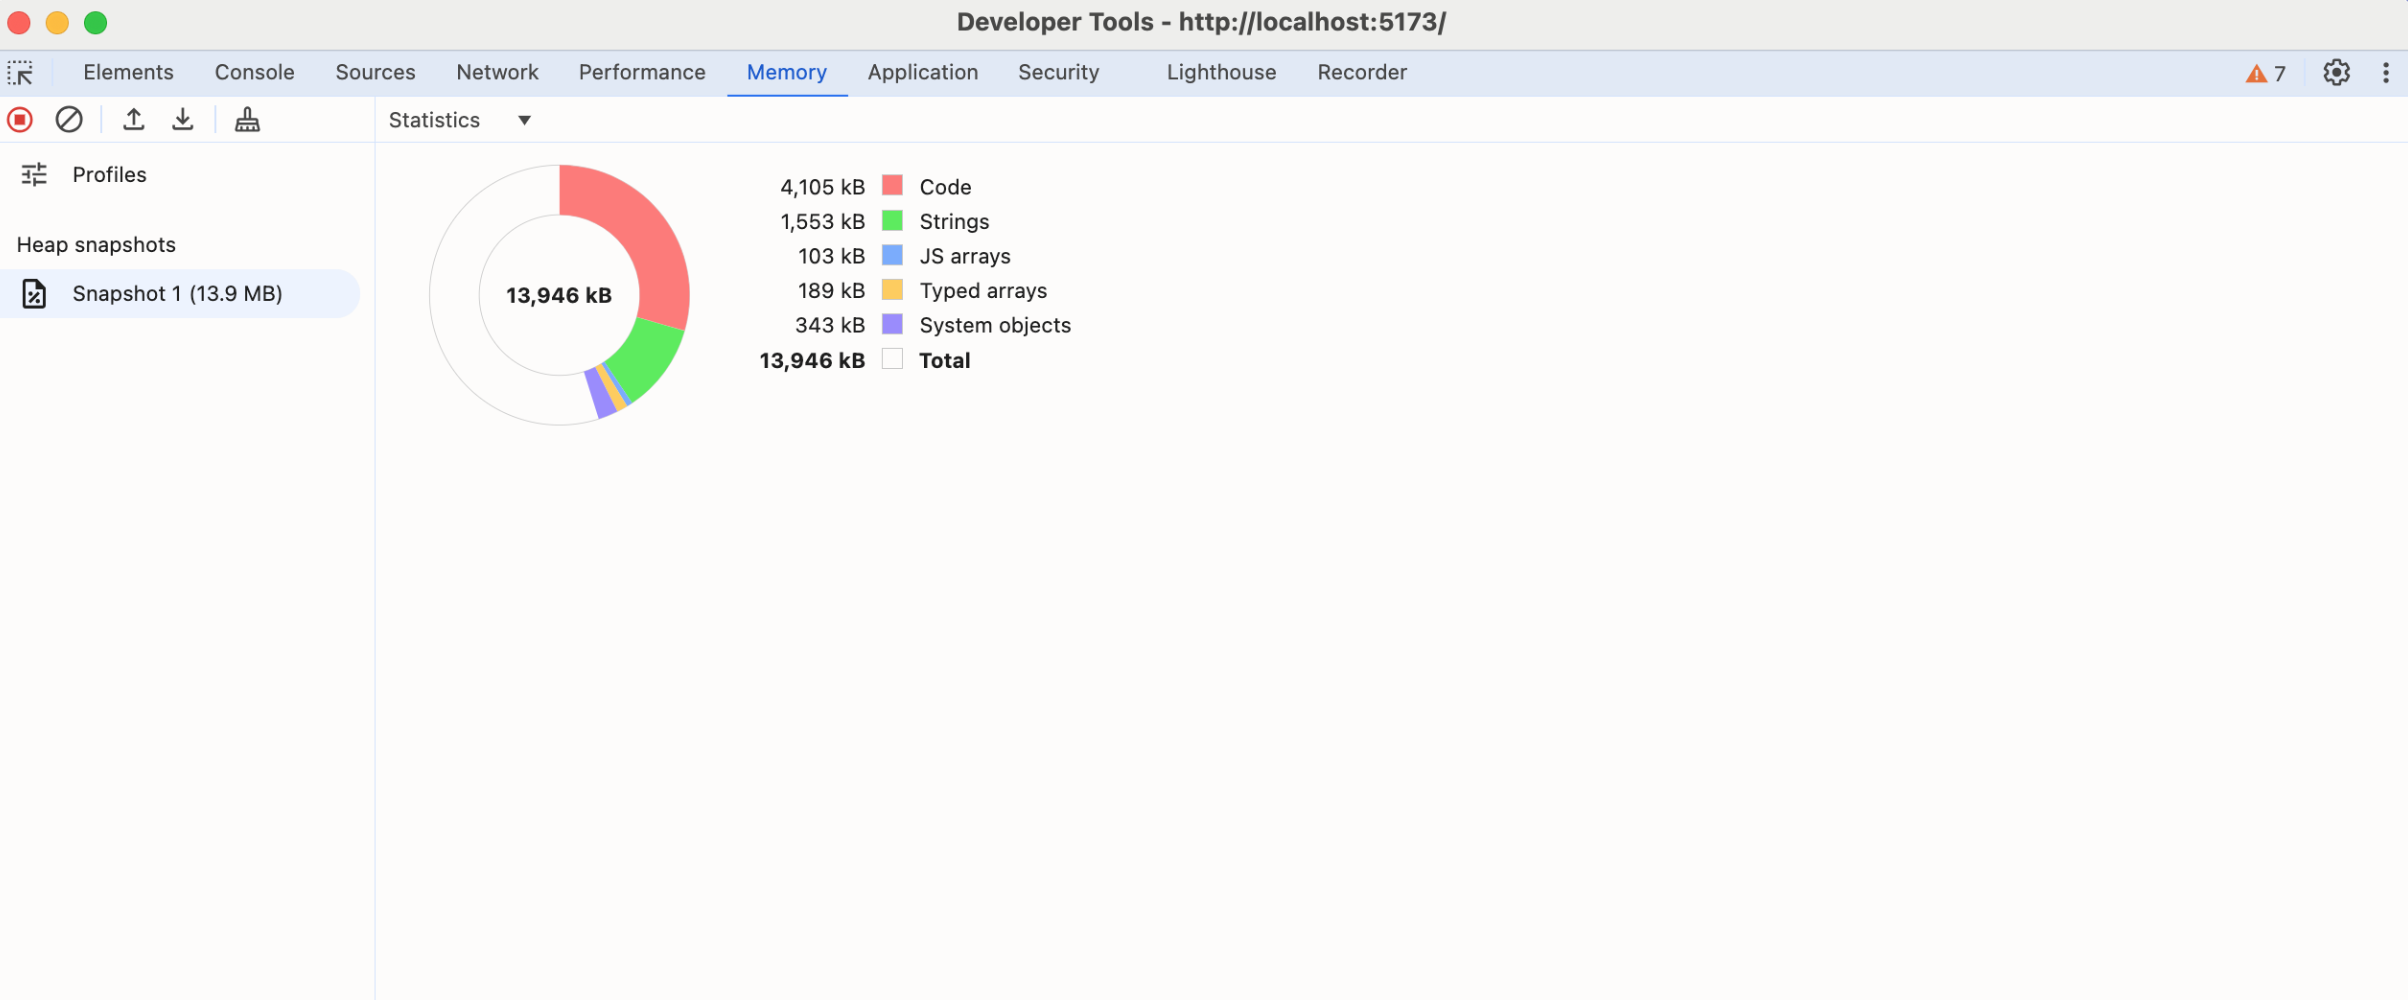 Developer Tools - http://localhost:5173/
Elements Console Sources Network Performance Memory Application Security Lighthouse Recorder 7
Statistics
Profiles
Heap snapshots
Snapshot 1 (13.9 MB)
13,946 kB
4,105 kB Code
1,553 kB Strings
103 kB JS arrays
189 kB Typed arrays
343 kB System objects
13,946 kB Total